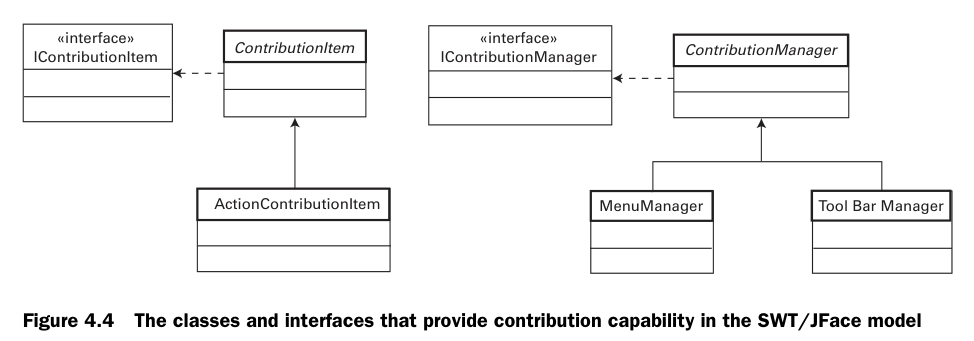 «interface»
IContributionItem
ContributionItem
ActionContributionItem
«interface»
IContributionManager
ContributionManager
MenuManager
Tool Bar Manager
Figure 4.4 The classes and interfaces that provide contribution capability in the SWT/JFace model